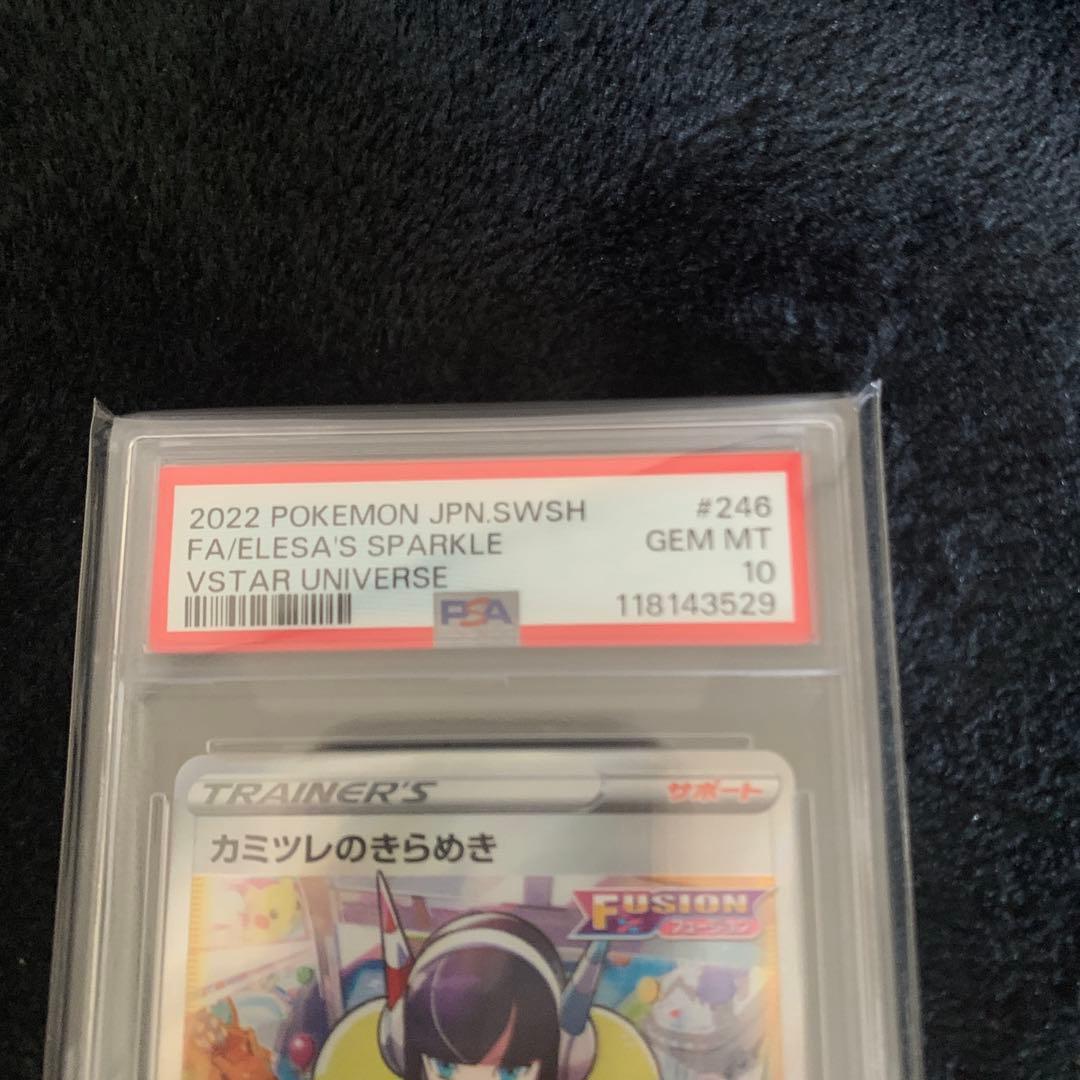 2022 POKEMON JPN.SWSH #246
FA/ELESA'S SPARKLE GEM MT
VSTAR UNIVERSE 10
PSA 118143529
TRAINER'S サポート
カミツレのきらめき
FUSION
フュージョン